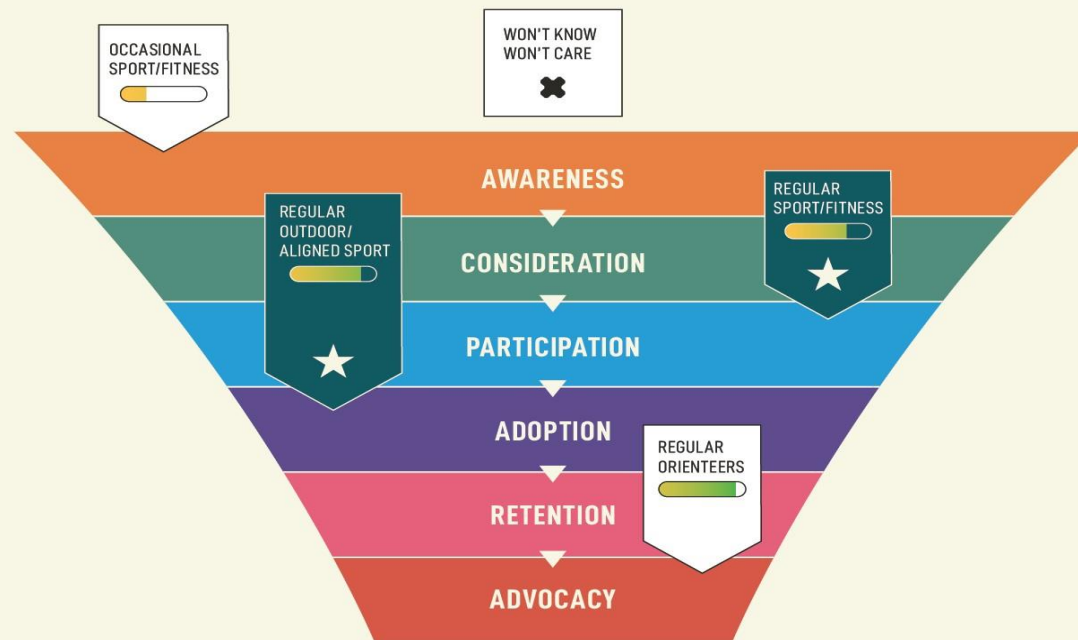 OCCASIONAL
SPORT/FITNESS
WON'T KNOW
WON'T CARE
AWARENESS
REGULAR
SPORT/FITNESS
REGULAR
OUTDOOR/
ALIGNED SPORT
CONSIDERATION
PARTICIPATION
ADOPTION
REGULAR
ORIENTEERS
RETENTION
ADVOCACY